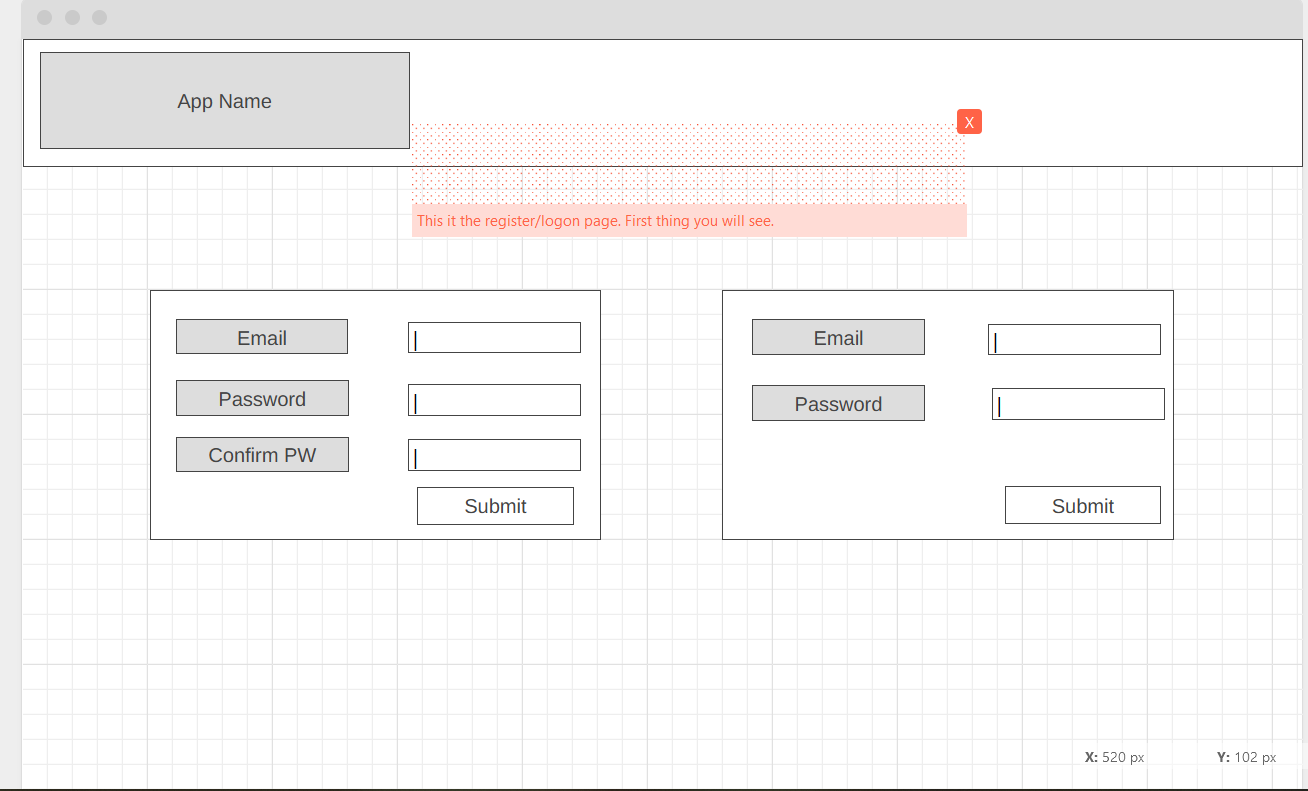 App Name
X
This it the register/logon page. First thing you will see.
Email
Password
Confirm PW
Submit
Email
Password
Submit
X: 520 px Y: 102 px